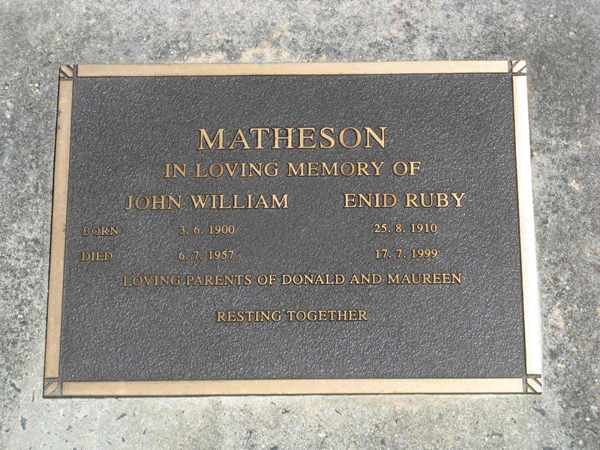 MATHESON
IN LOVING MEMORY OF
JOHN WILLIAM ENID RUBY
BORN 3. 6. 1900 25. 8. 1910
DIED 6. 7. 1957 17. 7. 1999
LOVING PARENTS OF DONALD AND MAUREEN
RESTING TOGETHER